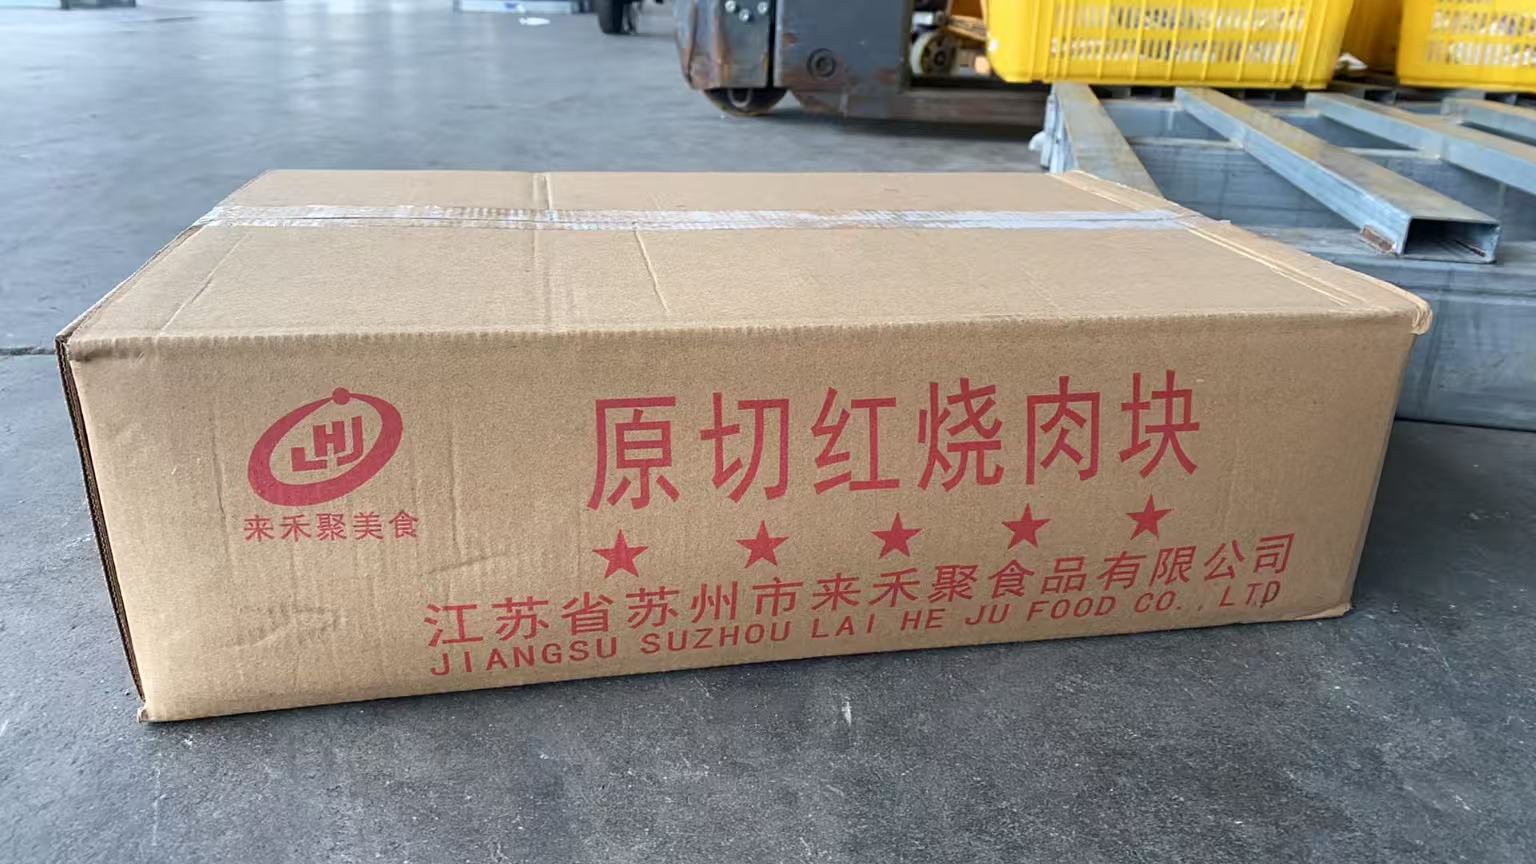 LHJ
来禾聚美食
原切红烧肉块
★ ★ ★ ★ ★
江苏省苏州市来禾聚食品有限公司
JIANGSU SUZHOU LAI HE JU FOOD CO.,LTD